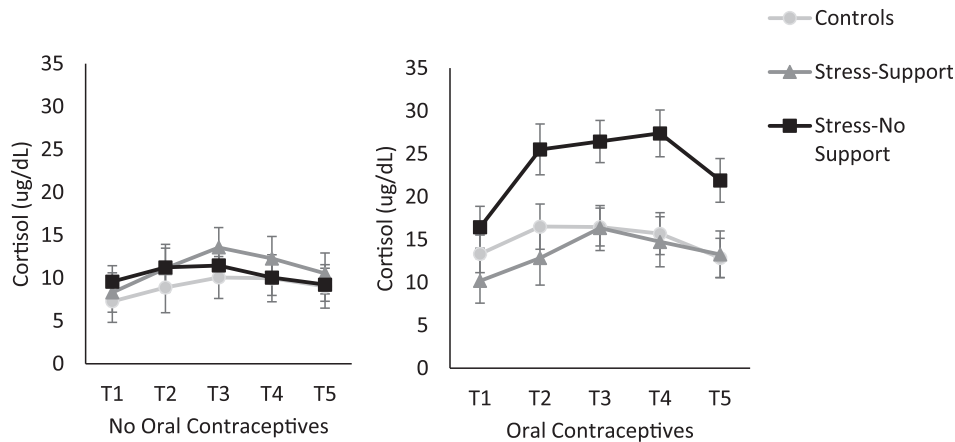 35
30
25
20
15
10
5
0
Cortisol (ug/dL)
T1 T2 T3 T4 T5
No Oral Contraceptives
35
30
25
20
15
10
5
0
Cortisol (ug/dL)
T1 T2 T3 T4 T5
Oral Contraceptives
Controls
Stress-Support
Stress-No
Support